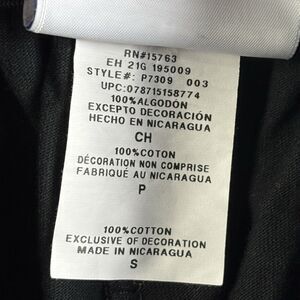 RN#15763
EH 21G 195009
STYLE#: P7309 003
UPC:078715158774
100%ALGODÓN
EXCEPTO DECORACIÓN
HECHO EN NICARAGUA
CH
100%COTON
DÉCORATION NON COMPRISE
FABRIQUÉ AU NICARAGUA
P
100%COTTON
EXCLUSIVE OF DECORATION
MADE IN NICARAGUA
S